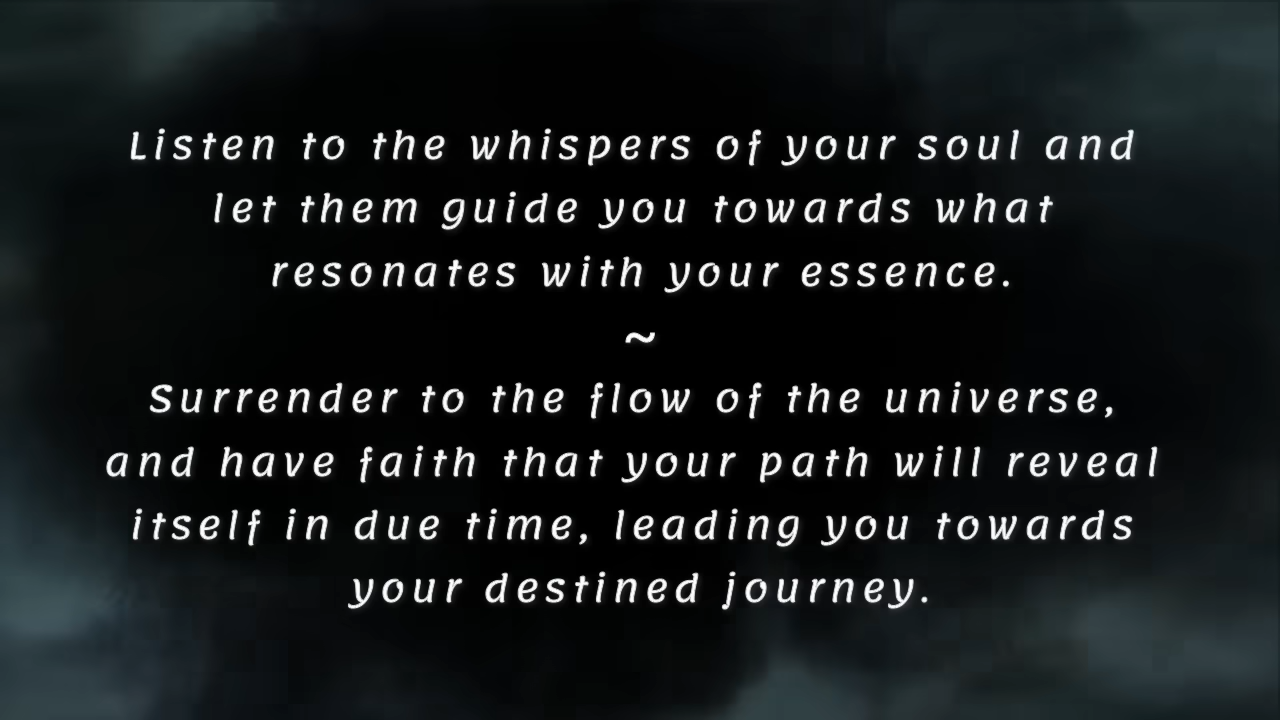 Listen to the whispers of your soul and
let them guide you towards what
resonates with your essence.
~
Surrender to the flow of the universe,
and have faith that your path will reveal
itself in due time, leading you towards
your destined journey.